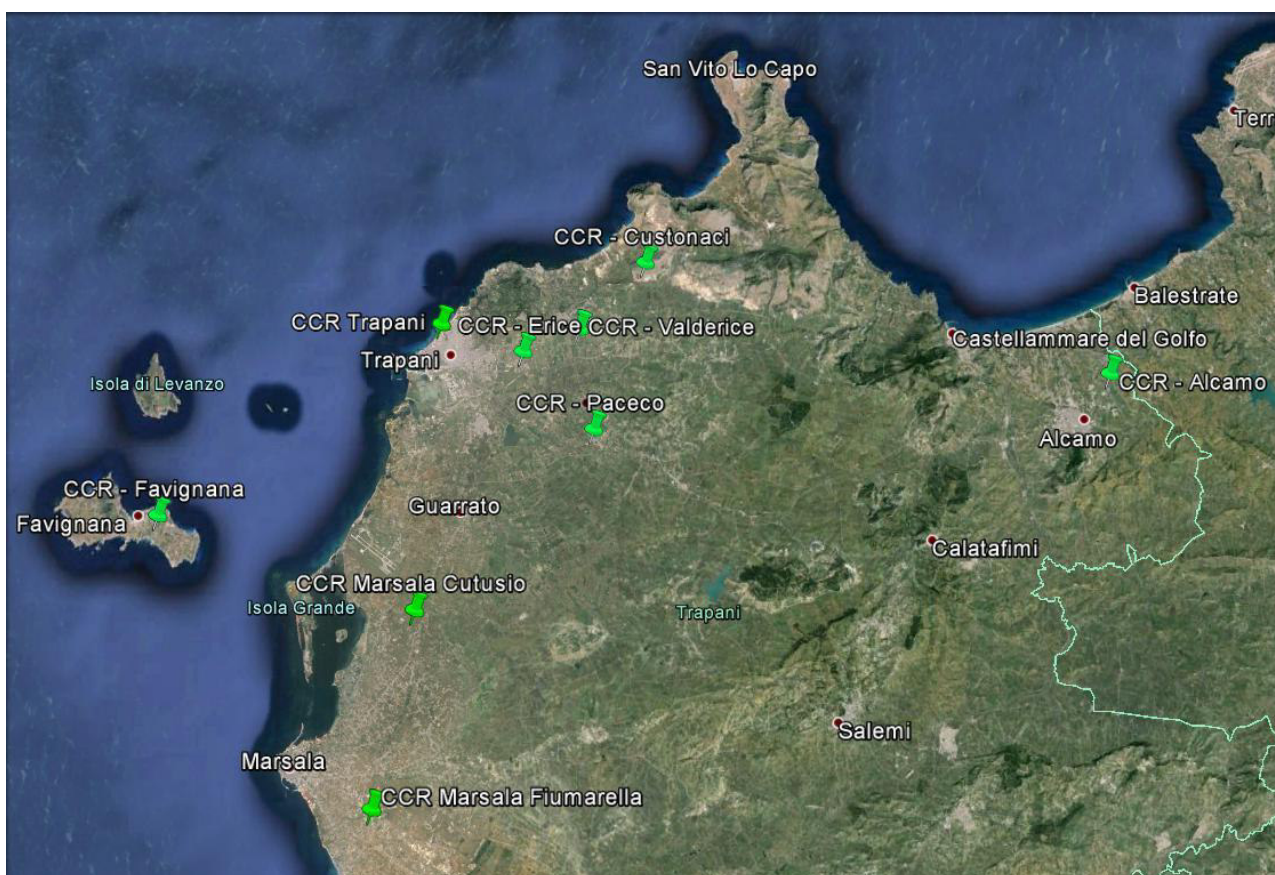 San Vito Lo Capo
Terr
CCR - Custonaci
Balestrate
CCR Trapani
CCR - Erice
CCR - Valderice
Castellammare del Golfo
Trapani
Isola di Levanzo
CCR - Alcamo
CCR - Paceco
Alcamo
CCR - Favignana
Guarrato
Favignana
Calatafimi
CCR Marsala Cutusio
Isola Grande
Trapani
Salemi
Marsala
CCR Marsala Fiumarella